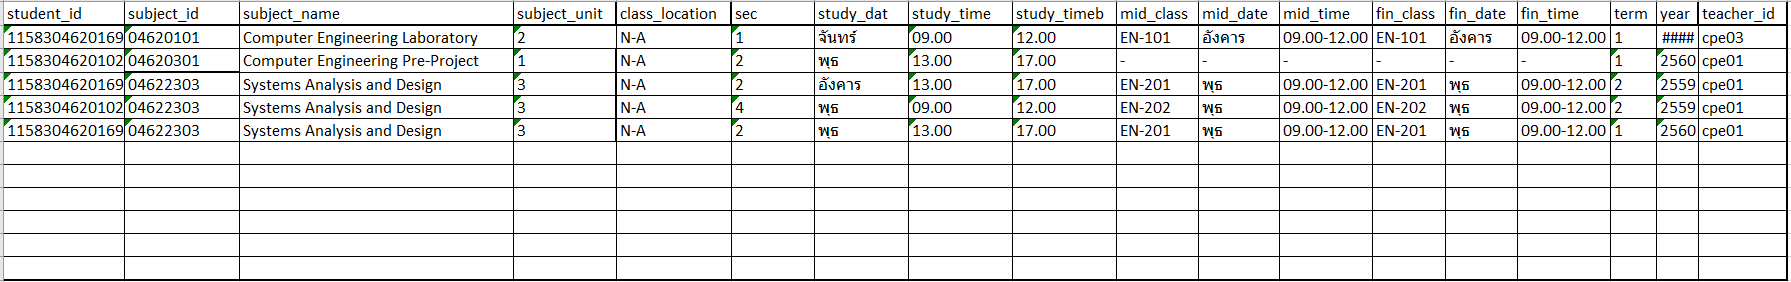 student_id subject_id subject_name subject_unit class_location sec study_dat study_time study_timeb mid_class mid_date mid_time fin_class fin_date fin_time term year teacher_id
1158304620169 04620101 Computer Engineering Laboratory 2 N-A 1 จันทร์ 09.00 12.00 EN-101 อังคาร 09.00-12.00 EN-101 อังคาร 09.00-12.00 1 #### cpe03
1158304620102 04620301 Computer Engineering Pre-Project 1 N-A 2 พุธ 13.00 17.00 - - - - - - 1 2560 cpe01
1158304620169 04622303 Systems Analysis and Design 3 N-A 2 อังคาร 13.00 17.00 EN-201 พุธ 09.00-12.00 EN-201 พุธ 09.00-12.00 2 2559 cpe01
1158304620102 04622303 Systems Analysis and Design 3 N-A 4 พุธ 09.00 12.00 EN-202 พุธ 09.00-12.00 EN-202 พุธ 09.00-12.00 2 2559 cpe01
1158304620169 04622303 Systems Analysis and Design 3 N-A 2 พุธ 13.00 17.00 EN-201 พุธ 09.00-12.00 EN-201 พุธ 09.00-12.00 1 2560 cpe01